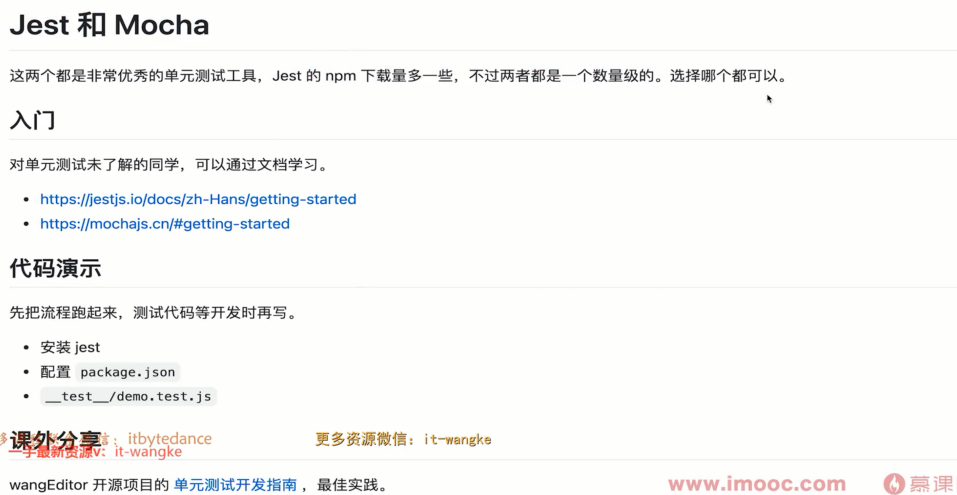 Jest 和 Mocha
这两个都是非常优秀的单元测试工具，Jest 的 npm 下载量多一些，不过两者都是一个数量级的。选择哪个都可以。
入门
对单元测试未了解的同学，可以通过文档学习。
https://jestjs.io/docs/zh-Hans/getting-started
https://mochajs.cn/#getting-started
代码演示
先把流程跑起来，测试代码等开发时再写。
安装 jest
配置 package.json
__test__/demo.test.js
课外分享
信：itbytedance
更多资源微信：it-wangke
一手最新资源v：it-wangke
wangEditor 开源项目的 单元测试开发指南 ，最佳实践。
www.imooc.com
慕课